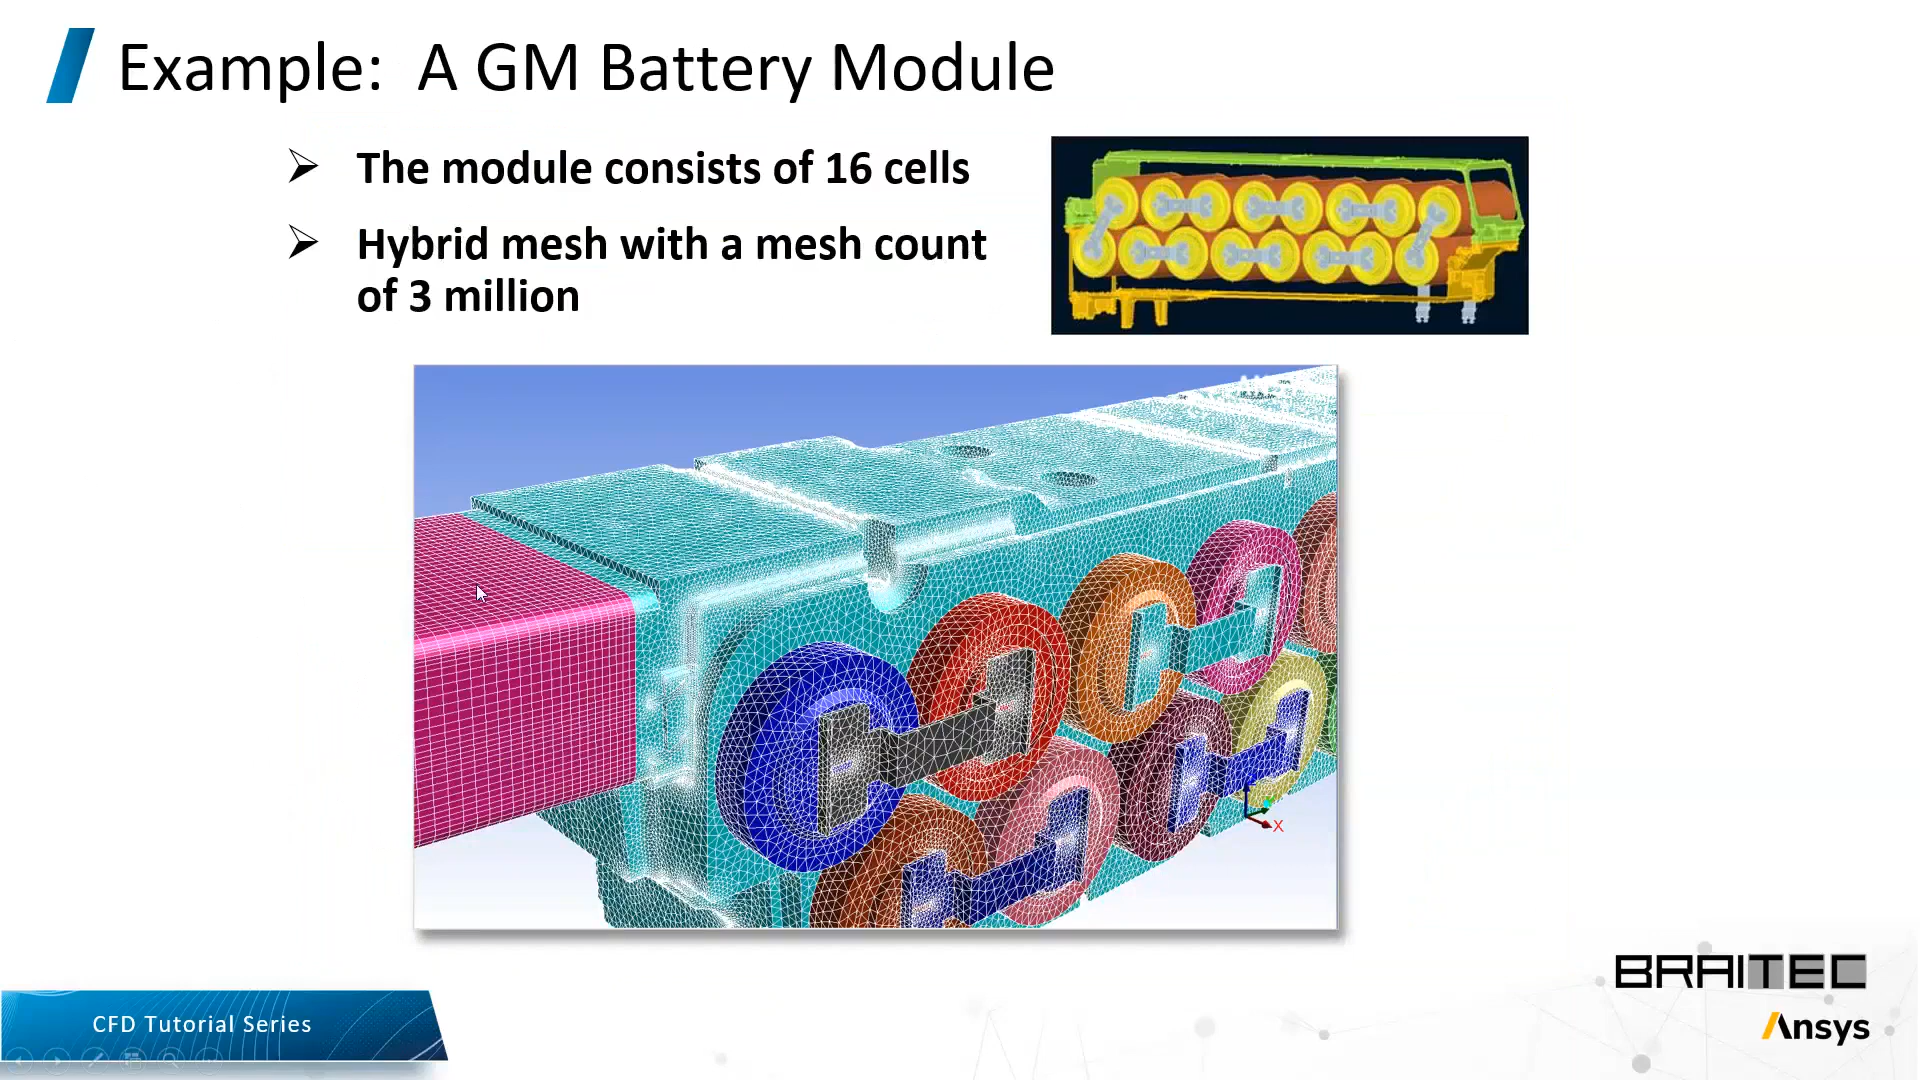 Example: A GM Battery Module
The module consists of 16 cells
Hybrid mesh with a mesh count
of 3 million
X
CFD Tutorial Series
BRAITEC
Ansys